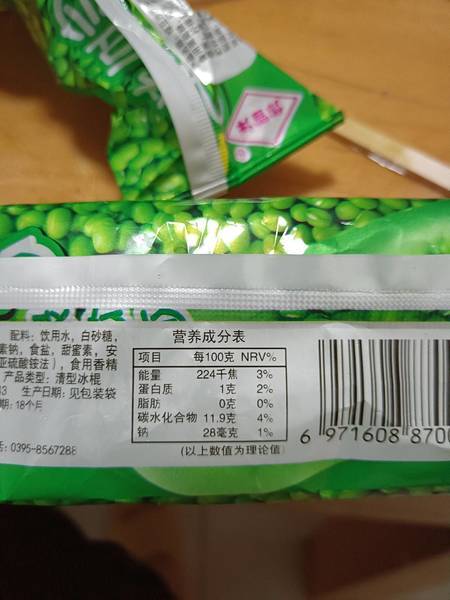 配料：饮用水，白砂糖，
素钠，食盐，甜蜜素，安
亚硫酸铵法），食用香精
产品类型：清型冰棍
43 生产日期：见包装袋
期：18个月
话：0395-8567288
营养成分表
项目 每100克 NRV%
能量 224千焦 3%
蛋白质 1克 2%
脂肪 0克 0%
碳水化合物 11.9克 4%
钠 28毫克 1%
（以上数值为理论值
6 971608 8700